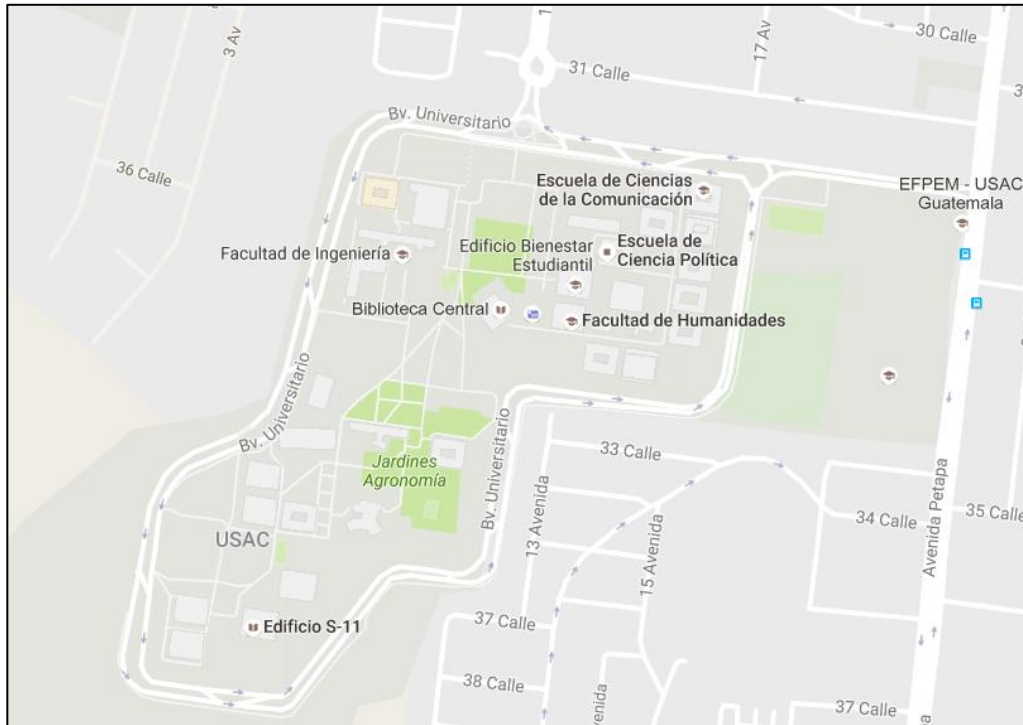 30 Calle
3 Av
1
17 Av
31 Calle
3
Bv. Universitario
36 Calle
Escuela de Ciencias
de la Comunicación
EFPEM - USAC
Guatemala
Facultad de Ingeniería
Edificio Bienestar
Estudiantil
Escuela de
Ciencia Política
Biblioteca Central
Facultad de Humanidades
Bv. Universitario
Jardines
Agronomía
Bv. Universitario
33 Calle
13 Avenida
15 Avenida
34 Calle
35 Calle
Avenida Petapa
USAC
Edificio S-11
37 Calle
38 Calle
Avenida
37 Calle